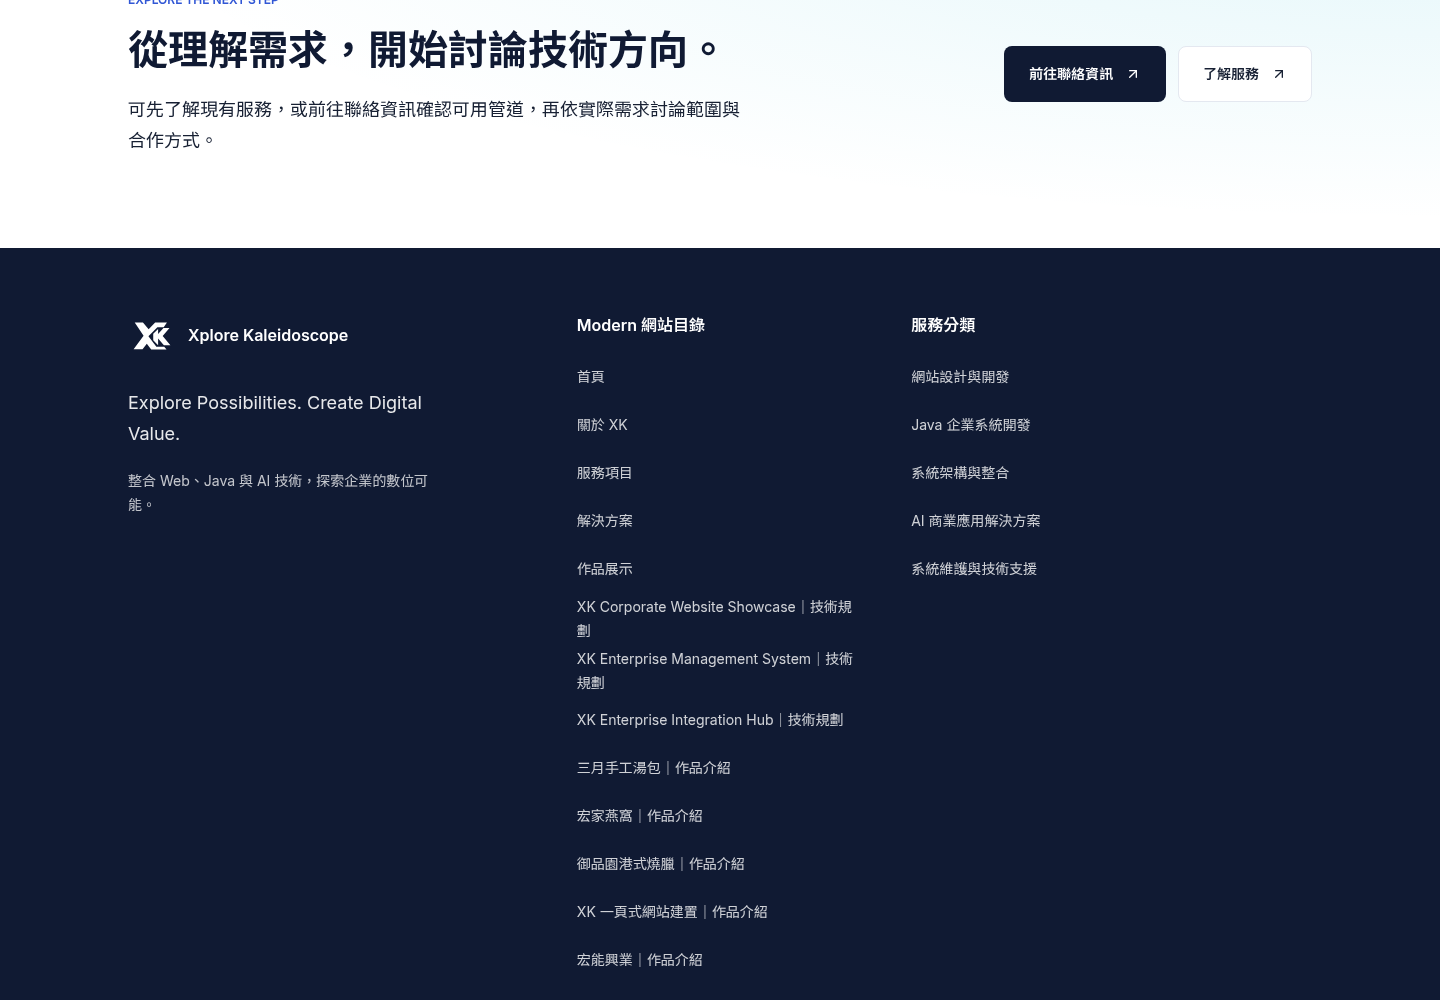 EXPLORE THE NEXT STEP
從理解需求，開始討論技術方向。
可先了解現有服務，或前往聯絡資訊確認可用管道，再依實際需求討論範圍與
合作方式。
前往聯絡資訊
了解服務
XK
Xplore Kaleidoscope
Explore Possibilities. Create Digital
Value.
整合 Web、Java 與 AI 技術，探索企業的數位可
能。
Modern 網站目錄
首頁
關於 XK
服務項目
解決方案
作品展示
XK Corporate Website Showcase｜技術規
劃
XK Enterprise Management System｜技術
規劃
XK Enterprise Integration Hub｜技術規劃
三月手工湯包｜作品介紹
宏家燕窩｜作品介紹
御品園港式燒臘｜作品介紹
XK 一頁式網站建置｜作品介紹
宏能興業｜作品介紹
服務分類
網站設計與開發
Java 企業系統開發
系統架構與整合
AI 商業應用解決方案
系統維護與技術支援